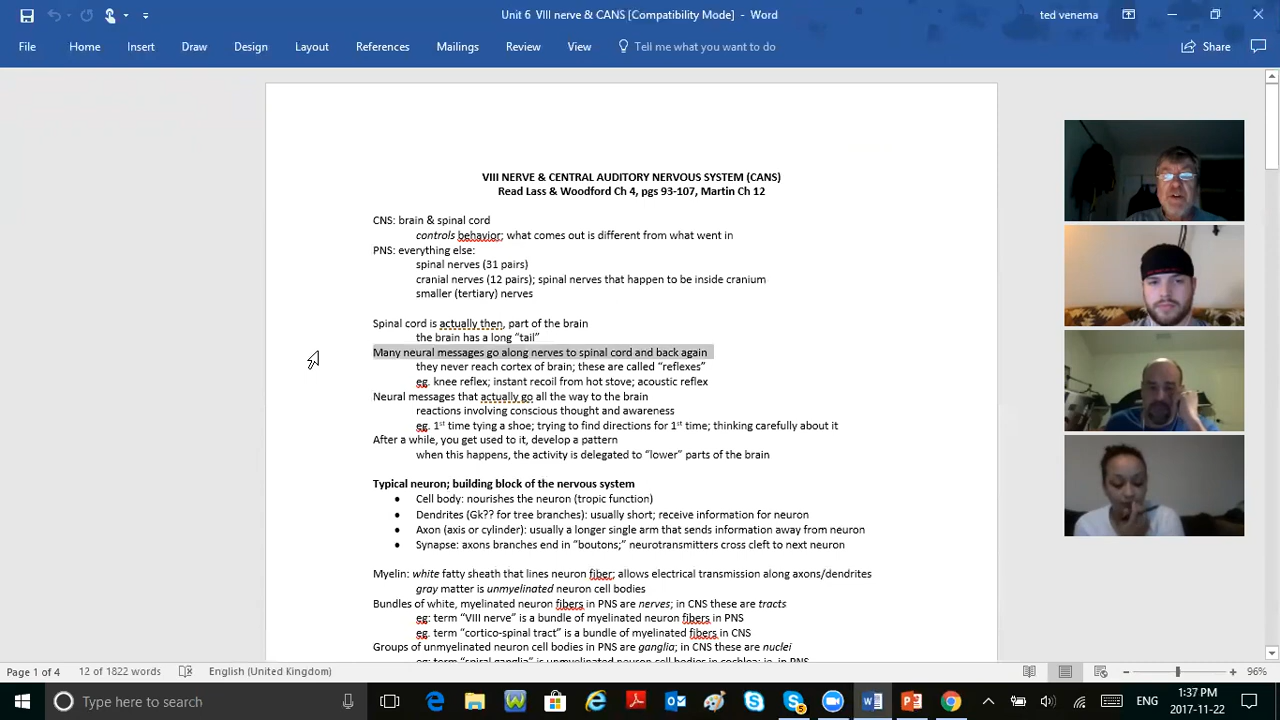 Unit 6 VIII nerve & CANS [Compatibility Mode] - Word
ted venema
File Home Insert Draw Design Layout References Mailings Review View Tell me what you want to do Share
VIII NERVE & CENTRAL AUDITORY NERVOUS SYSTEM (CANS)
Read Lass & Woodford Ch 4, pgs 93-107, Martin Ch 12
CNS: brain & spinal cord
controls behavior; what comes out is different from what went in
PNS: everything else:
spinal nerves (31 pairs)
cranial nerves (12 pairs); spinal nerves that happen to be inside cranium
smaller (tertiary) nerves
Spinal cord is actually then, part of the brain
the brain has a long “tail”
Many neural messages go along nerves to spinal cord and back again
they never reach cortex of brain; these are called “reflexes”
eg. knee reflex; instant recoil from hot stove; acoustic reflex
Neural messages that actually go all the way to the brain
reactions involving conscious thought and awareness
eg. 1st time tying a shoe; trying to find directions for 1st time; thinking carefully about it
After a while, you get used to it, develop a pattern
when this happens, the activity is delegated to “lower” parts of the brain
Typical neuron; building block of the nervous system
• Cell body: nourishes the neuron (tropic function)
• Dendrites (Gk?? for tree branches): usually short; receive information for neuron
• Axon (axis or cylinder): usually a longer single arm that sends information away from neuron
• Synapse: axons branches end in “boutons;” neurotransmitters cross cleft to next neuron
Myelin: white fatty sheath that lines neuron fiber; allows electrical transmission along axons/dendrites
gray matter is unmyelinated neuron cell bodies
Bundles of white, myelinated neuron fibers in PNS are nerves; in CNS these are tracts
eg: term “VIII nerve” is a bundle of myelinated neuron fibers in PNS
eg. term “cortico-spinal tract” is a bundle of myelinated fibers in CNS
Groups of unmyelinated neuron cell bodies in PNS are ganglia; in CNS these are nuclei
eg: term “spiral ganglia” is unmyelinated neuron cell bodies in cochlea; ie. in PNS
Page 1 of 4 12 of 1822 words English (United Kingdom) 96%
Type here to search
5
ENG
1:37 PM
2017-11-22